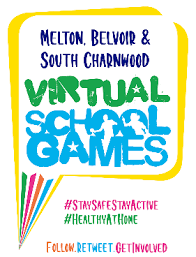 Melton, Belvoir &
South Charnwood
VIRTUAL
SCHOOL
GAMES
#StaySafeStayActive
#HealthyAtHome
Follow.Retweet.GetInvolved